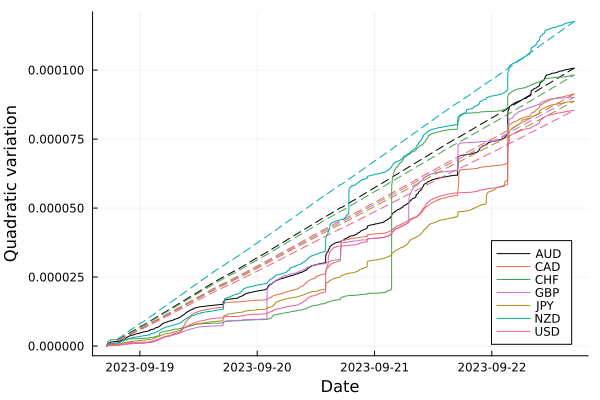 0.000100
0.000075
0.000050
0.000025
0.000000
Quadratic variation
2023-09-19
2023-09-20
2023-09-21
2023-09-22
Date
AUD
CAD
CHF
GBP
JPY
NZD
USD